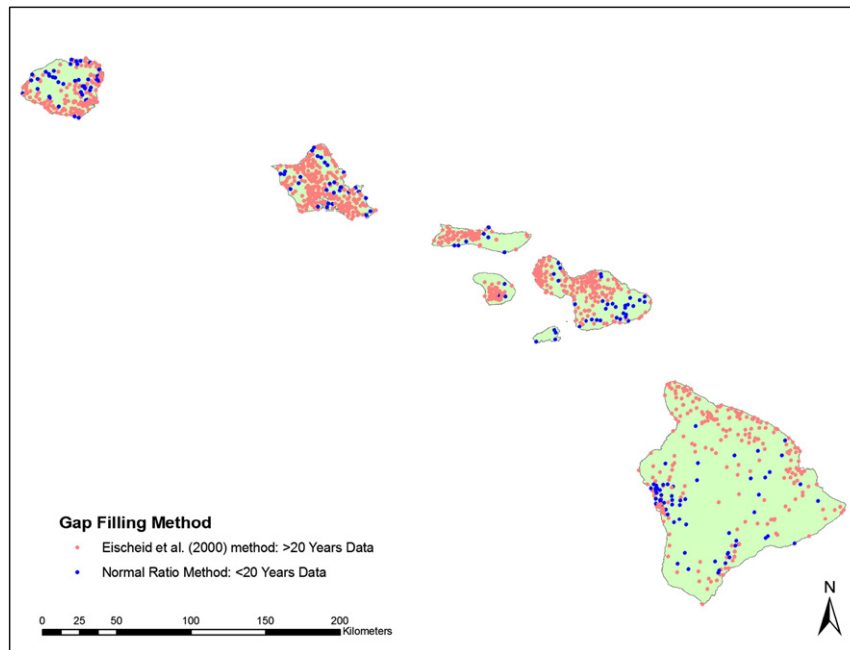 N
Gap Filling Method
Eischeid et al. (2000) method: >20 Years Data
Normal Ratio Method: <20 Years Data
0 25 50 100 150 200
Kilometers